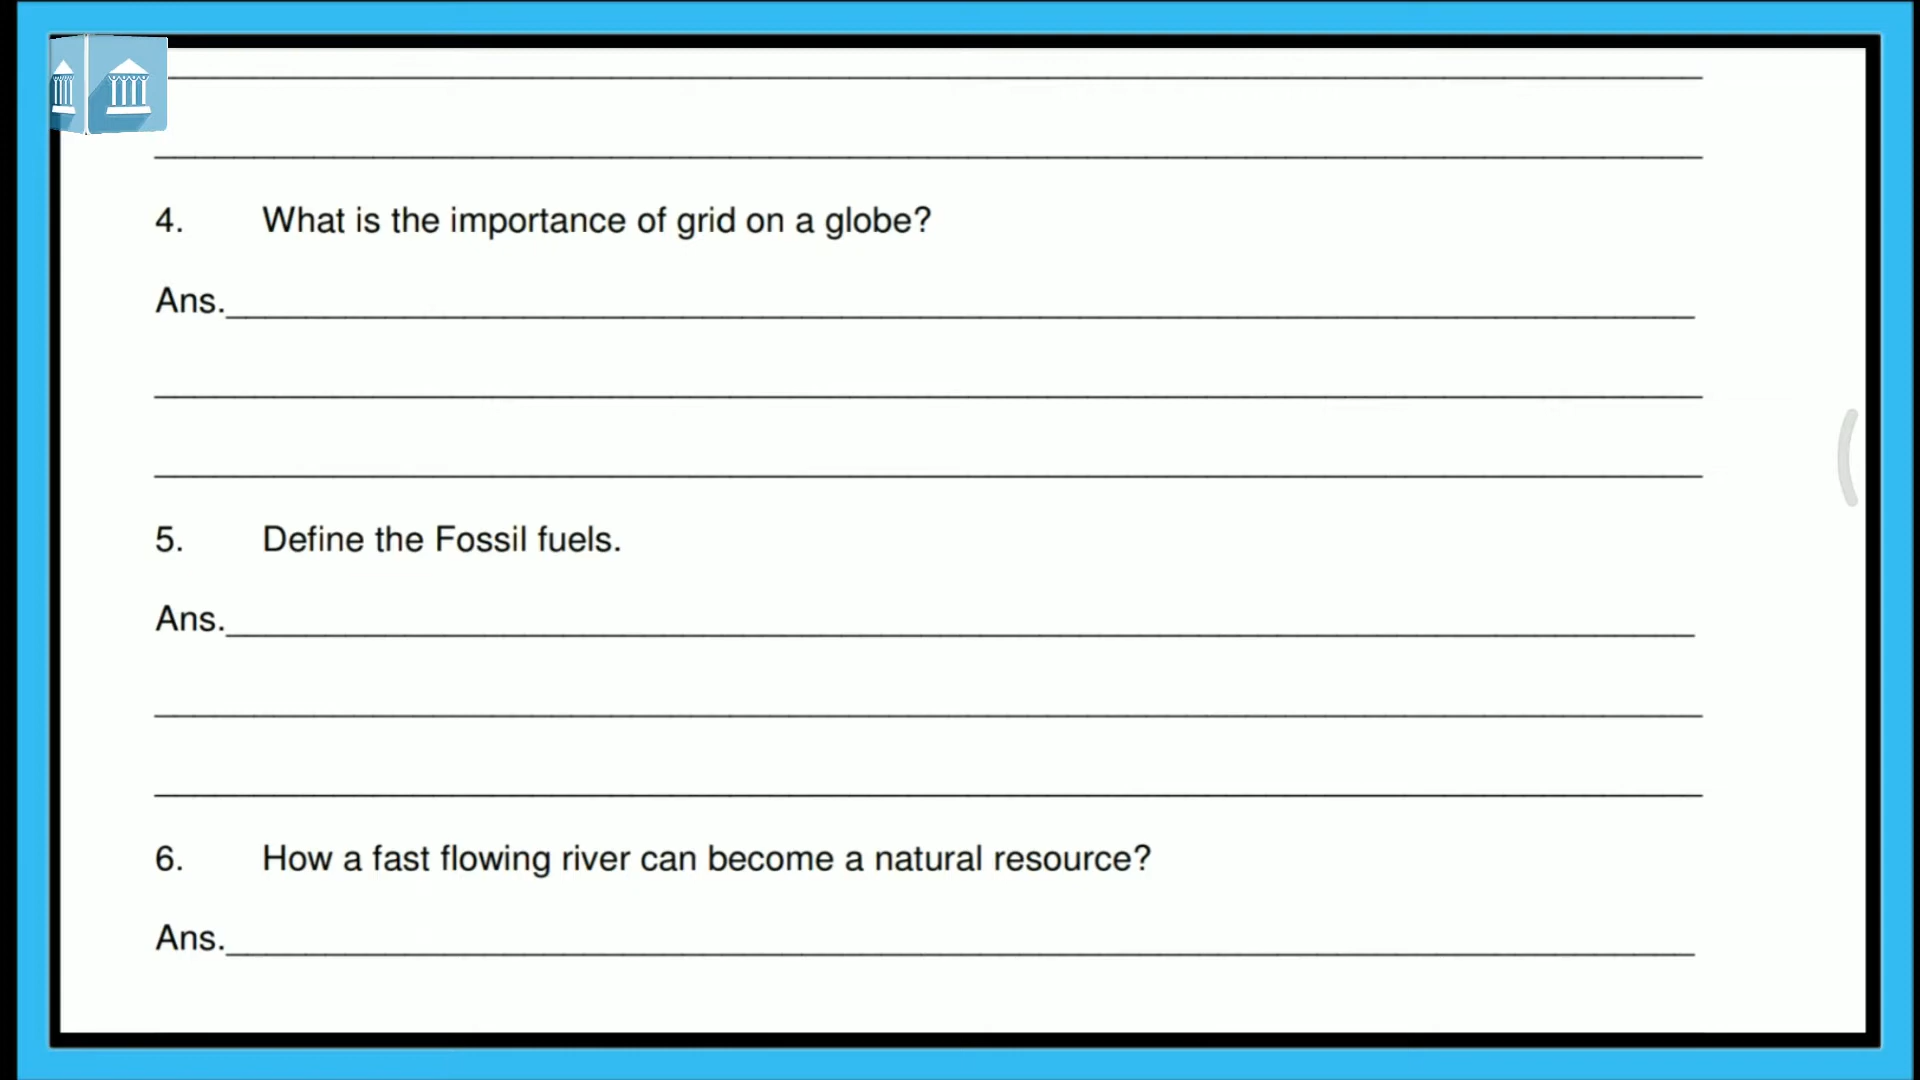 4. What is the importance of grid on a globe?
Ans.
5. Define the Fossil fuels.
Ans.
6. How a fast flowing river can become a natural resource?
Ans.